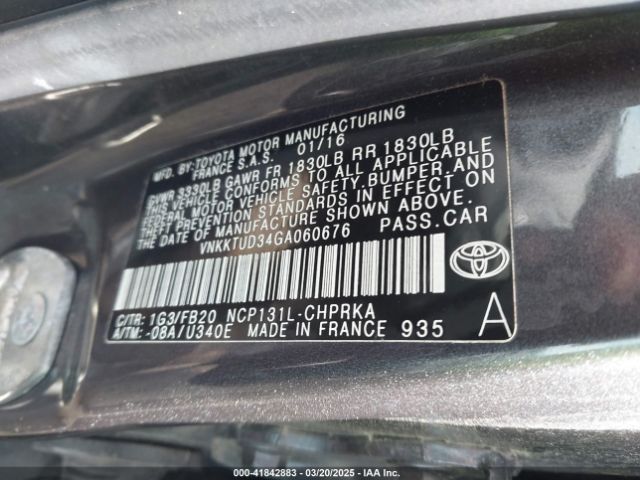 MFD. BY:TOYOTA MOTOR MANUFACTURING
FRANCE S.A.S. 01/16
GVWR 3330LB GAWR FR 1830LB RR 1830LB
THIS VEHICLE CONFORMS TO ALL APPLICABLE
FEDERAL MOTOR VEHICLE SAFETY,BUMPER,AND
THEFT PREVENTION STANDARDS IN EFFECT ON
THE DATE OF MANUFACTURE SHOWN ABOVE.
VNKKTUD34GA060676 PASS.CAR
C/TR: 1G3/FB20 NCP131L-CHPRKA
A/TM: -08A/U340E MADE IN FRANCE 935
A
000-41842883 — 03/20/2025 — IAA Inc.